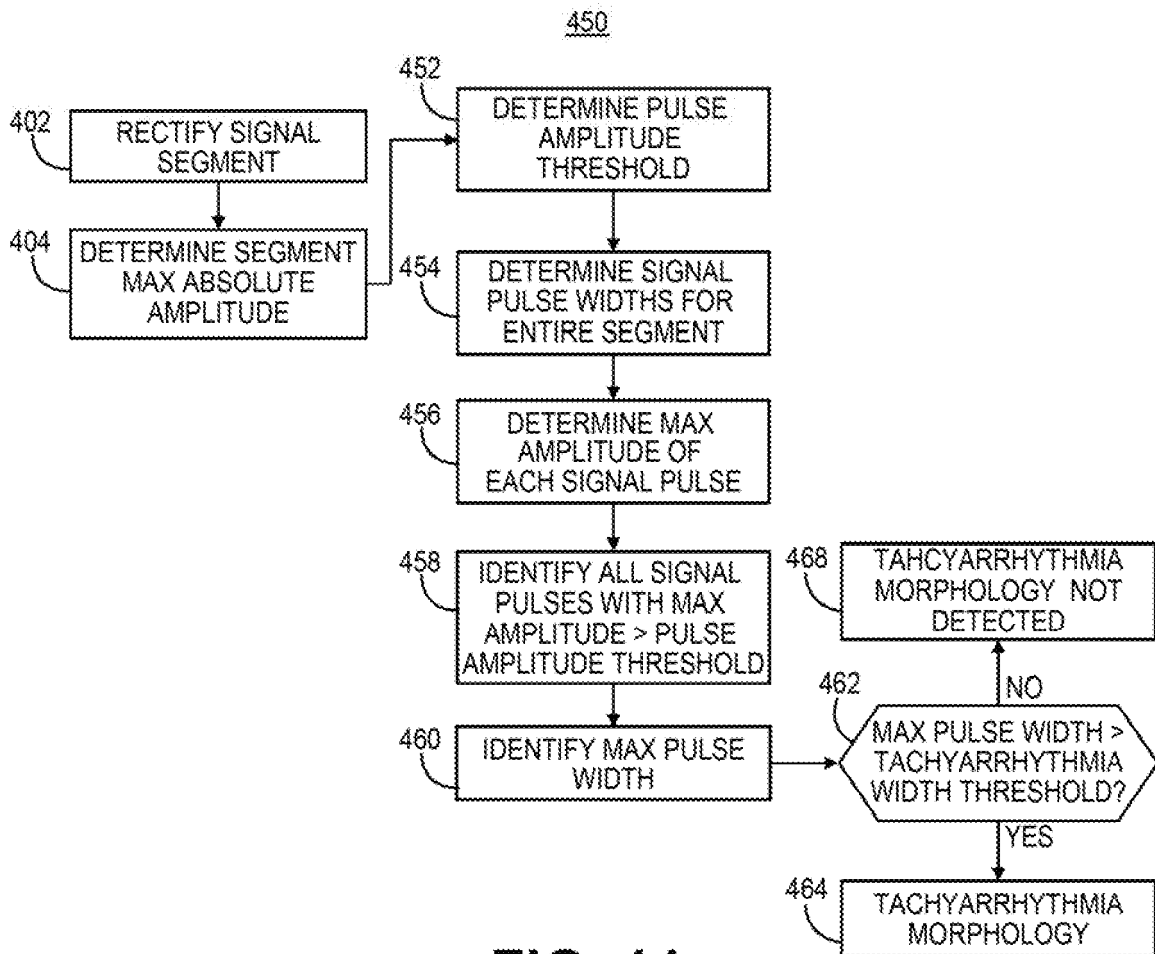 450
402
RECTIFY SIGNAL
SEGMENT
404
DETERMINE SEGMENT
MAX ABSOLUTE
AMPLITUDE
452
DETERMINE PULSE
AMPLITUDE
THRESHOLD
454
DETERMINE SIGNAL
PULSE WIDTHS FOR
ENTIRE SEGMENT
456
DETERMINE MAX
AMPLITUDE OF
EACH SIGNAL PULSE
458
IDENTIFY ALL SIGNAL
PULSES WITH MAX
AMPLITUDE > PULSE
AMPLITUDE THRESHOLD
460
IDENTIFY MAX PULSE
WIDTH
462
MAX PULSE WIDTH >
TACHYARRHYTHMIA
WIDTH THRESHOLD?
NO
468
TAHCYARRHYTHMIA
MORPHOLOGY NOT
DETECTED
YES
464
TACHYARRHYTHMIA
MORPHOLOGY